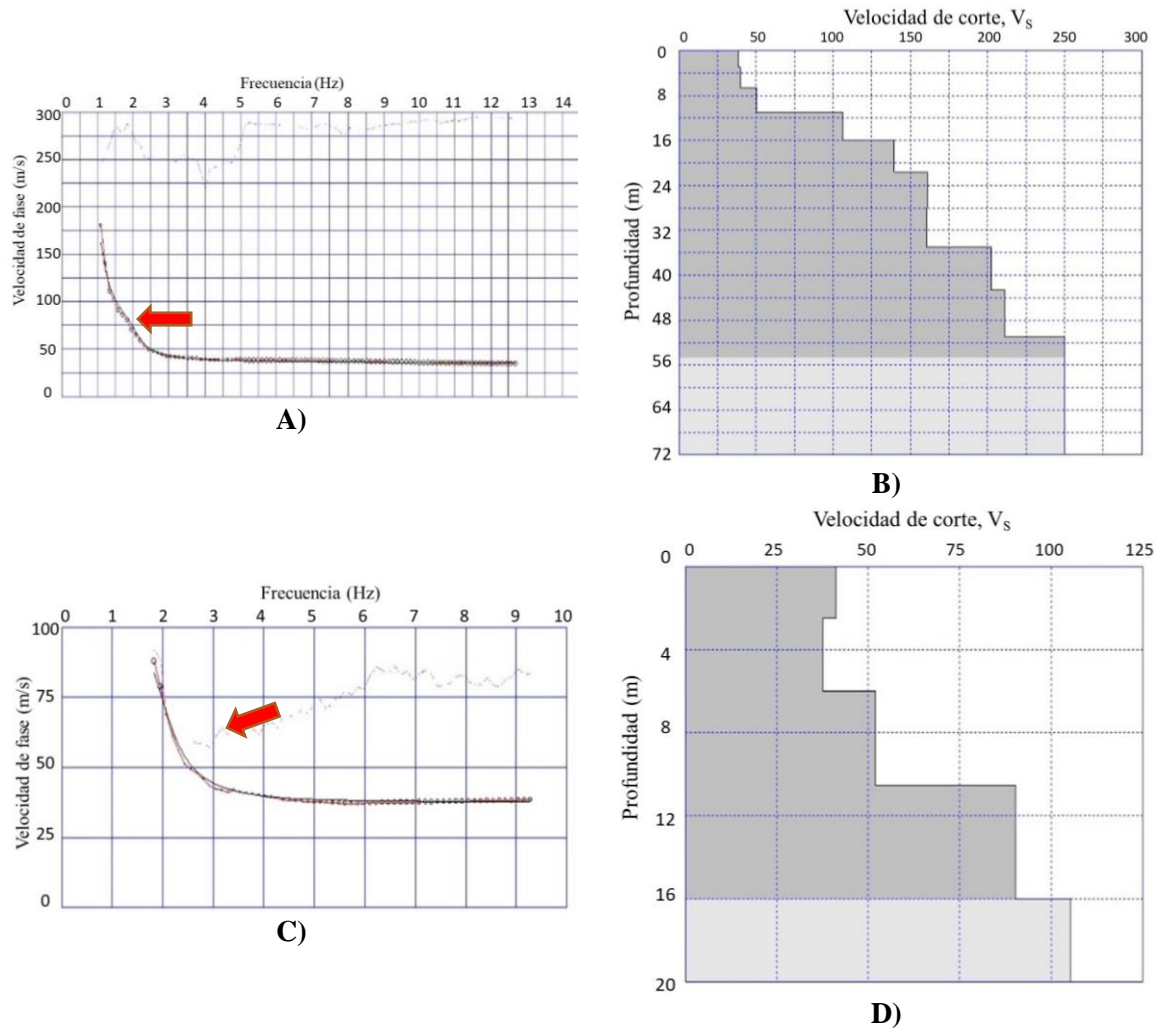 Frecuencia (Hz)
0 1 2 3 4 5 6 7 8 9 10 11 12 13 14
Velocidad de fase (m/s)
300
250
200
150
100
50
0
A)
Velocidad de corte, VS
0 50 100 150 200 250 300
Profundidad (m)
0
8
16
24
32
40
48
56
64
72
B)
Frecuencia (Hz)
0 1 2 3 4 5 6 7 8 9 10
Velocidad de fase (m/s)
100
75
50
25
0
C)
Velocidad de corte, VS
0 25 50 75 100 125
Profundidad (m)
0
4
8
12
16
20
D)